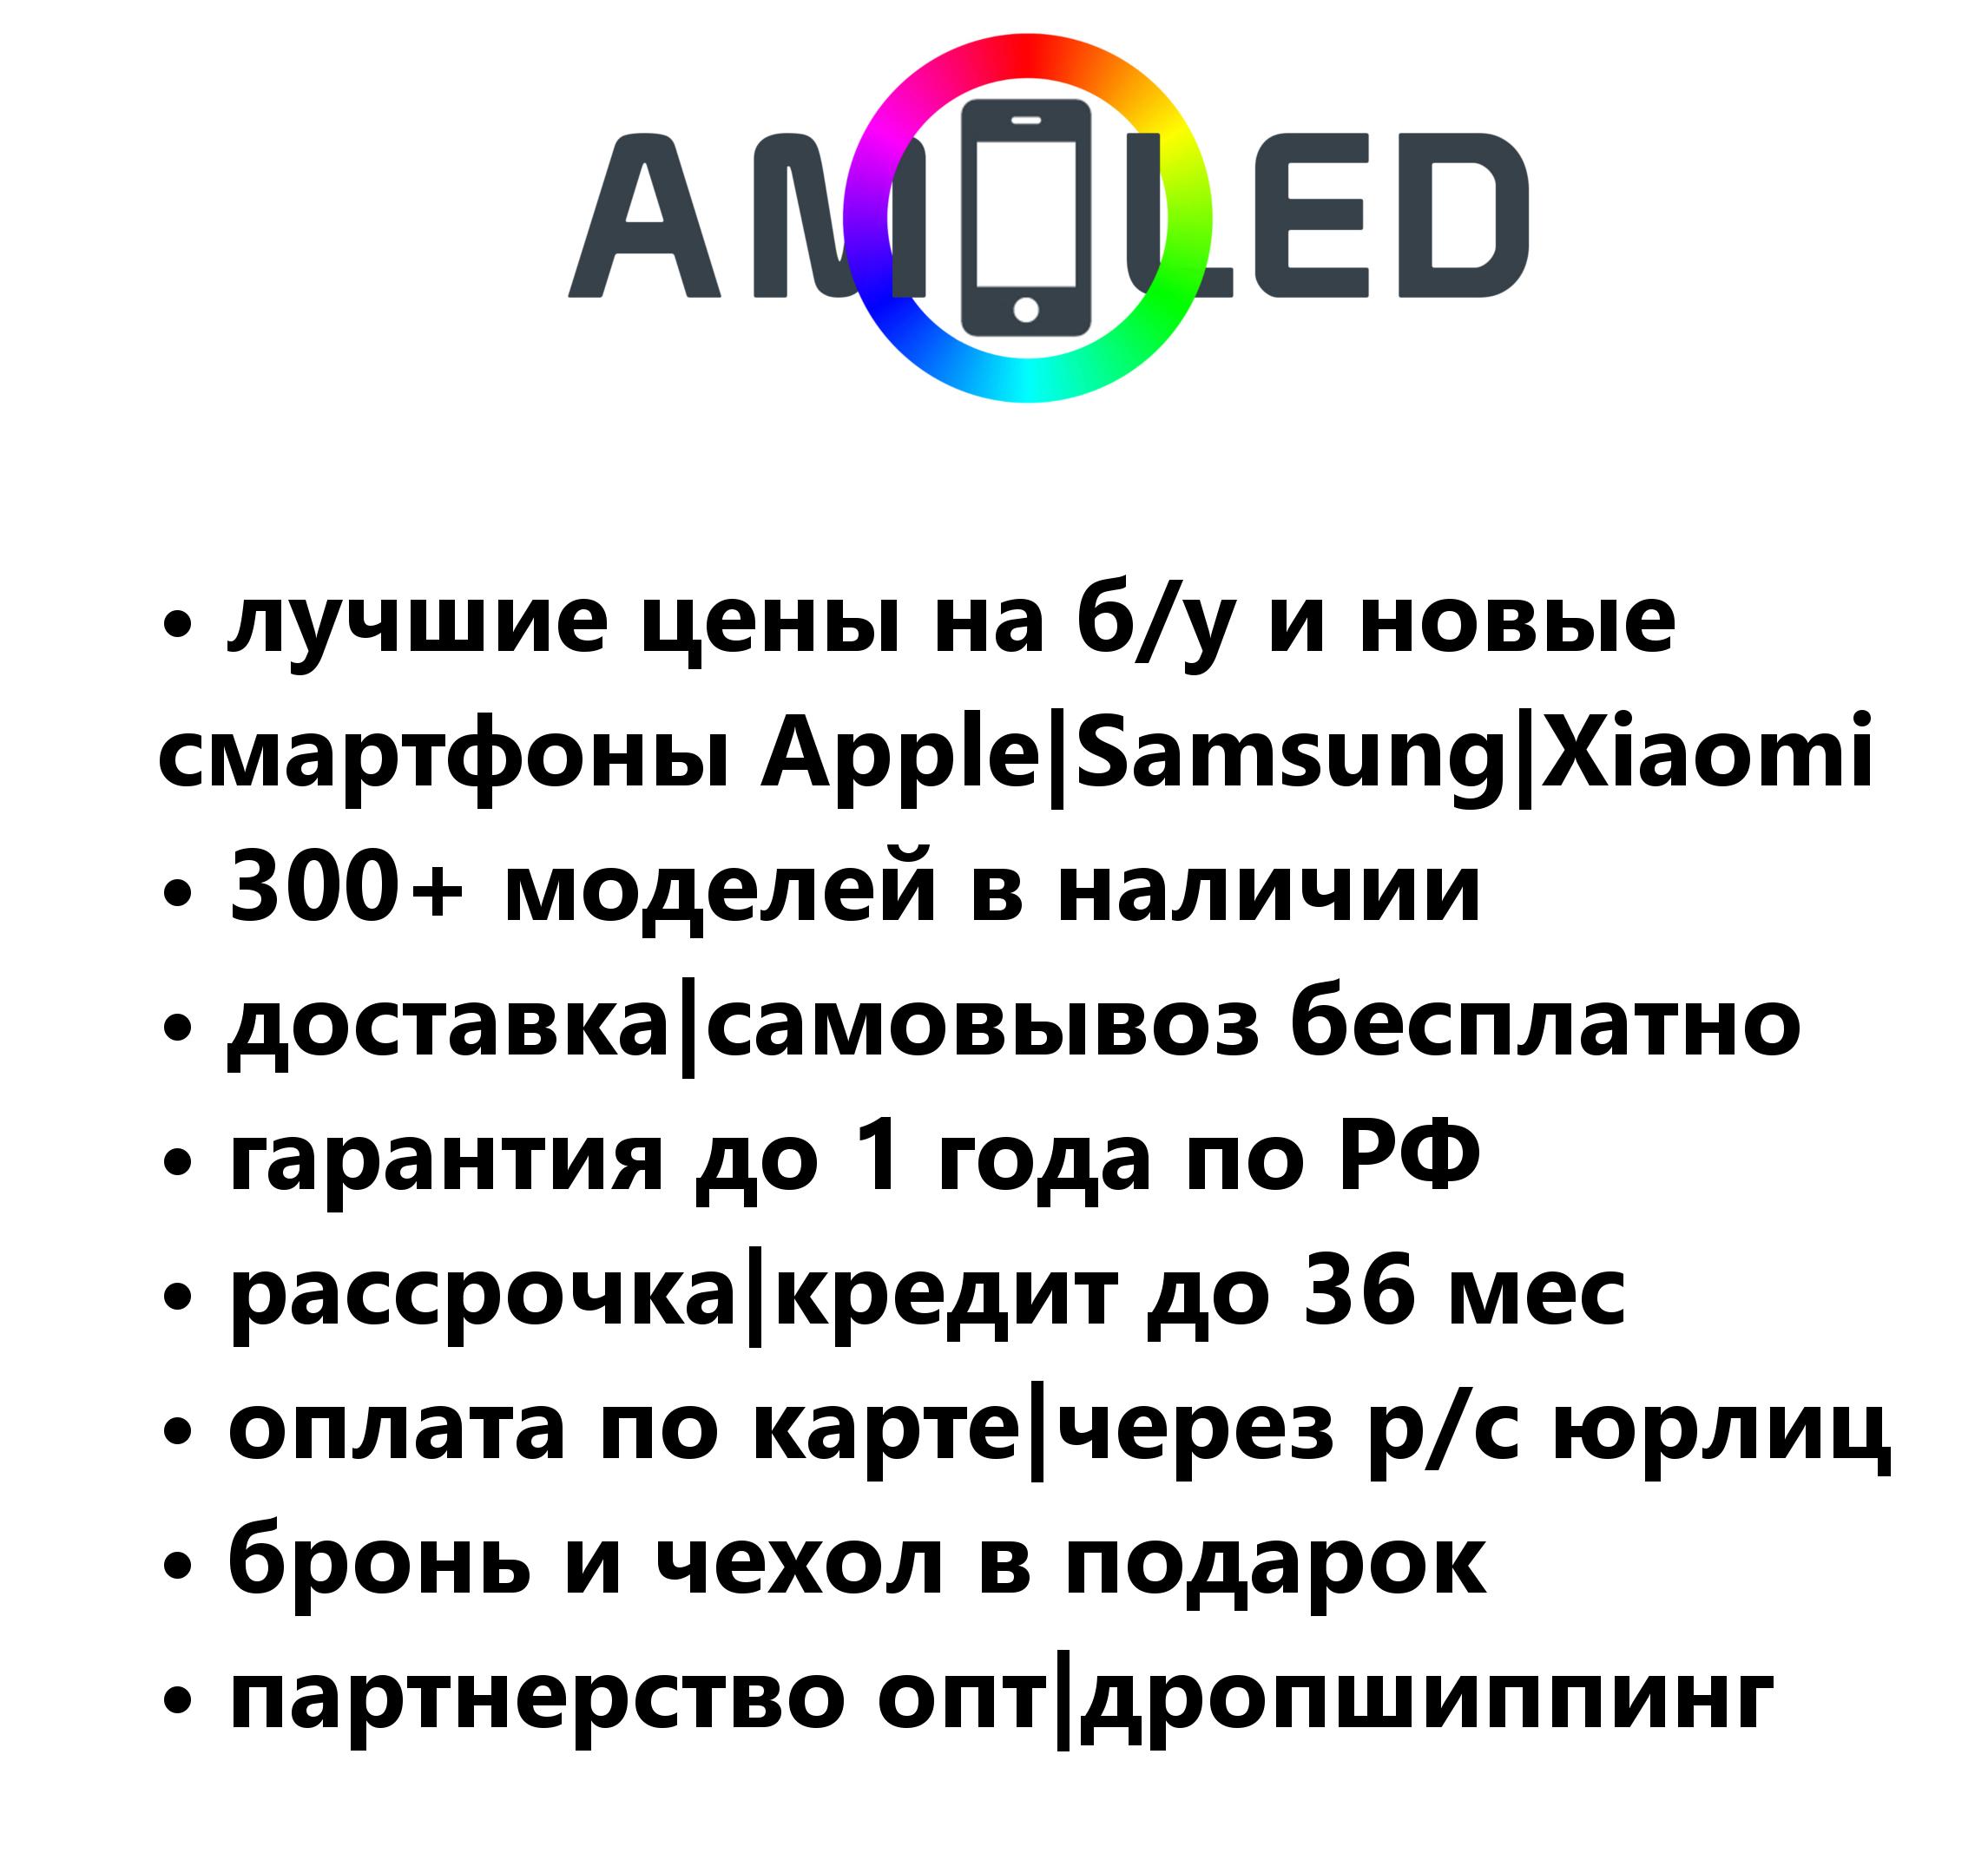 AMOLED
• лучшие цены на б/у и новые
смартфоны Apple|Samsung|Xiaomi
• 300+ моделей в наличии
• доставка|самовывоз бесплатно
• гарантия до 1 года по РФ
• рассрочка|кредит до 36 мес
• оплата по карте|через р/с юрлиц
• бронь и чехол в подарок
• партнерство опт|дропшиппинг